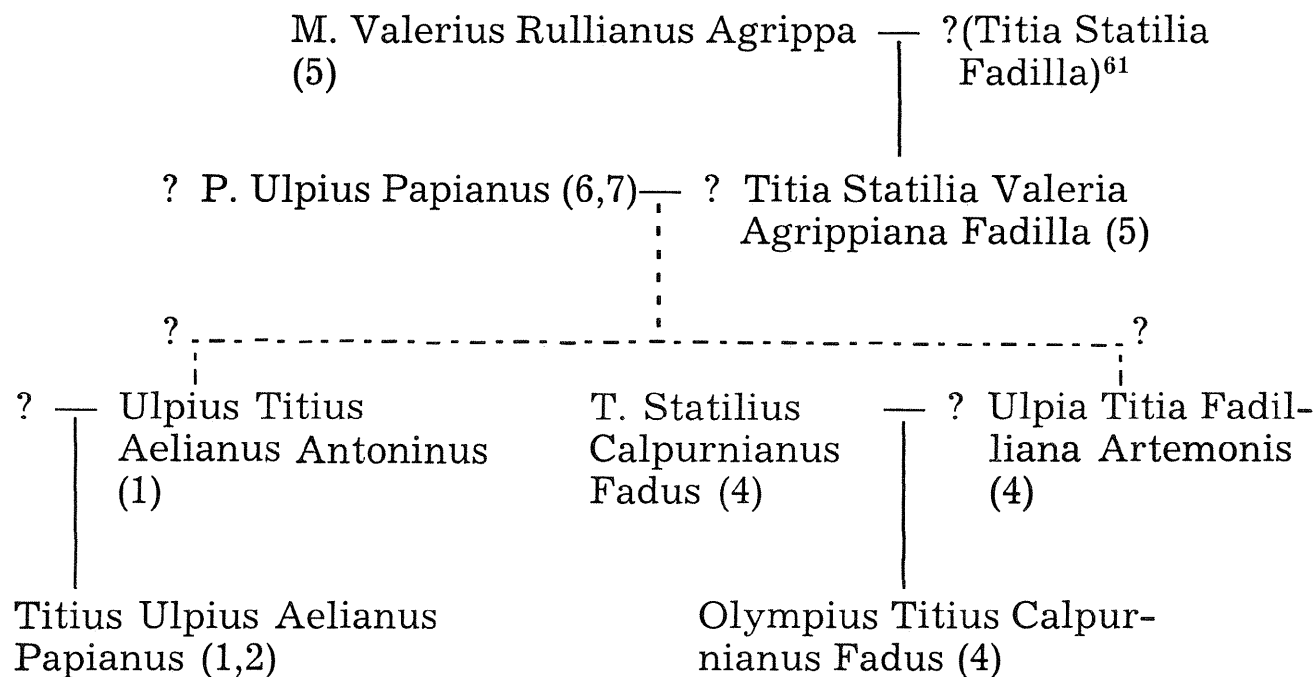 M. Valerius Rullianus Agrippa — ?(Titia Statilia
(5) Fadilla)⁶¹
? P. Ulpius Papianus (6,7)— ? Titia Statilia Valeria
Agrippiana Fadilla (5)
? ?
? — Ulpius Titius T. Statilius — ? Ulpia Titia Fadil-
Aelianus Antoninus Calpurnianus liana Artemonis
(1) Fadus (4) (4)
Titius Ulpius Aelianus Olympius Titius Calpur-
Papianus (1,2) nianus Fadus (4)